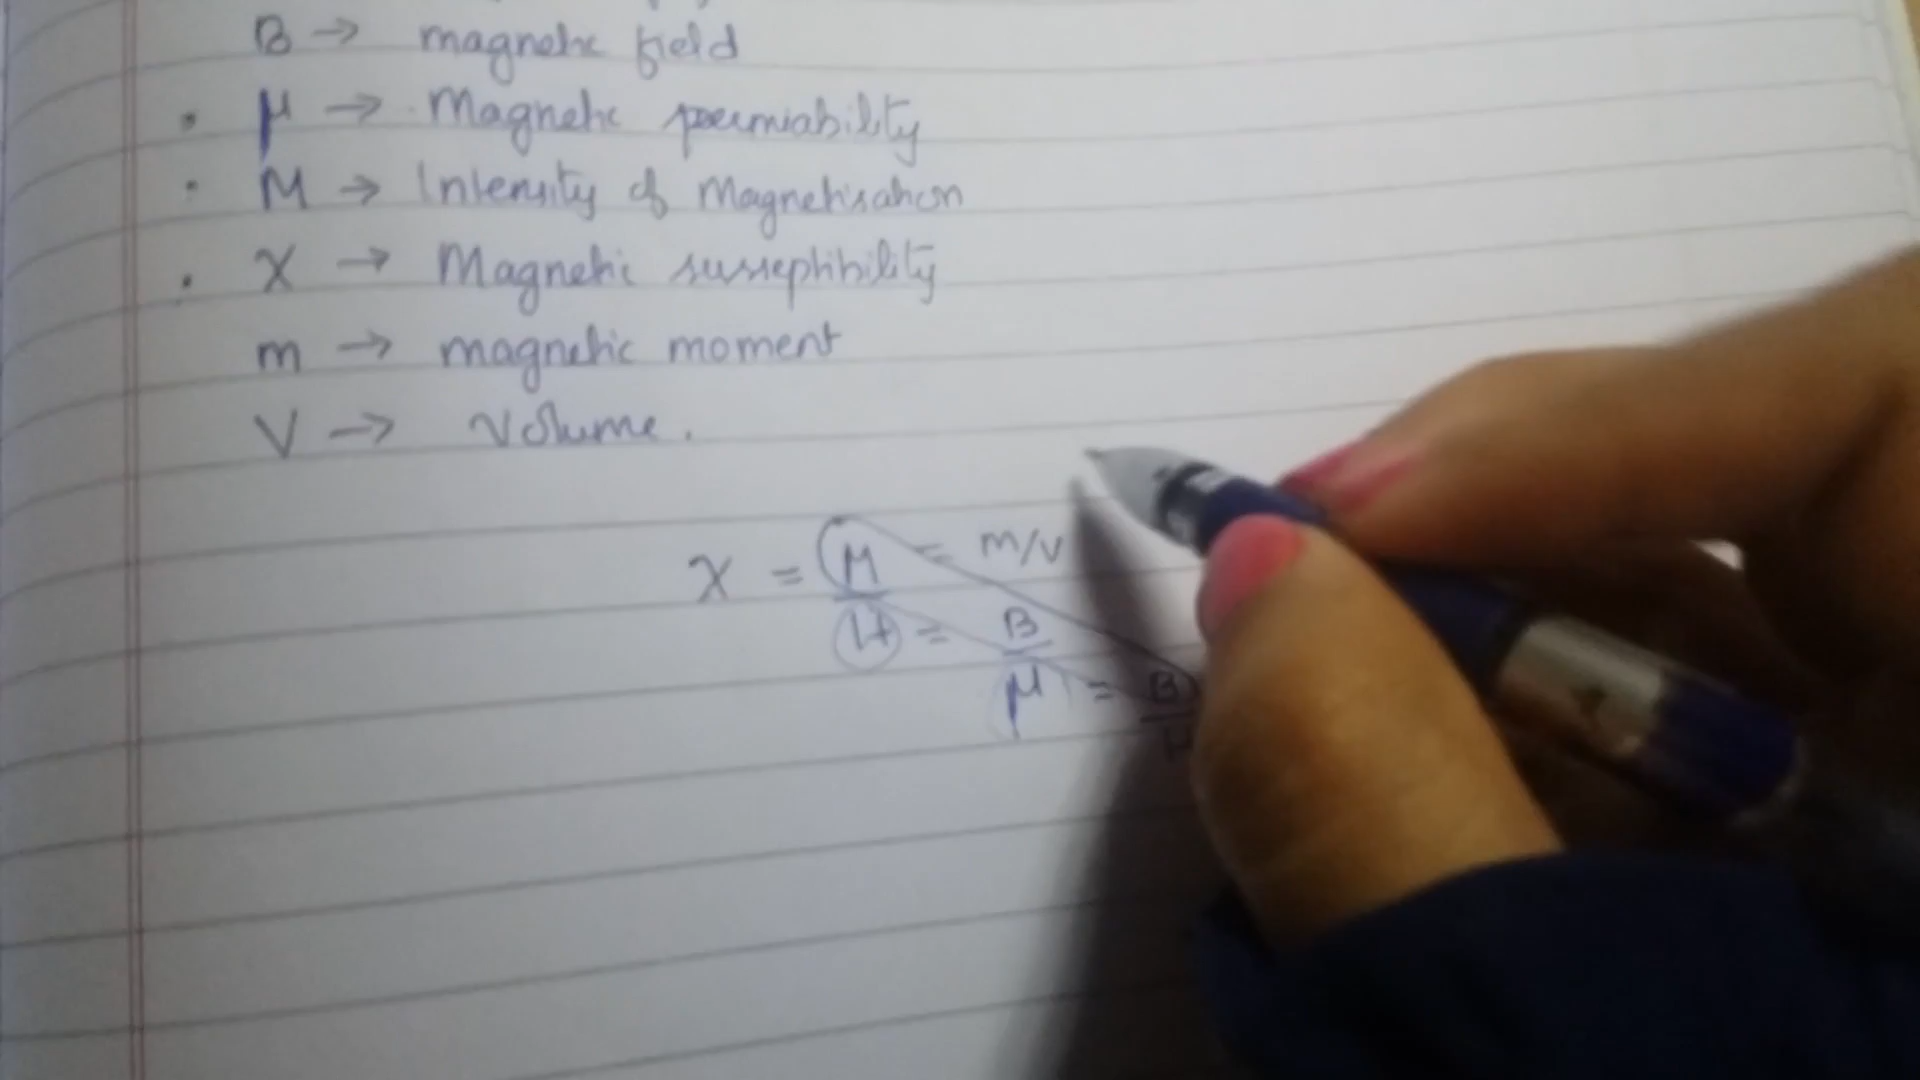 B → magnetic field
• μ → Magnetic permiability
• M → Intensity of Magnetisation
• χ → Magnetic susseptibility
m → magnetic moment
V → Volume.
χ = M = m/v
H = B
μ = B